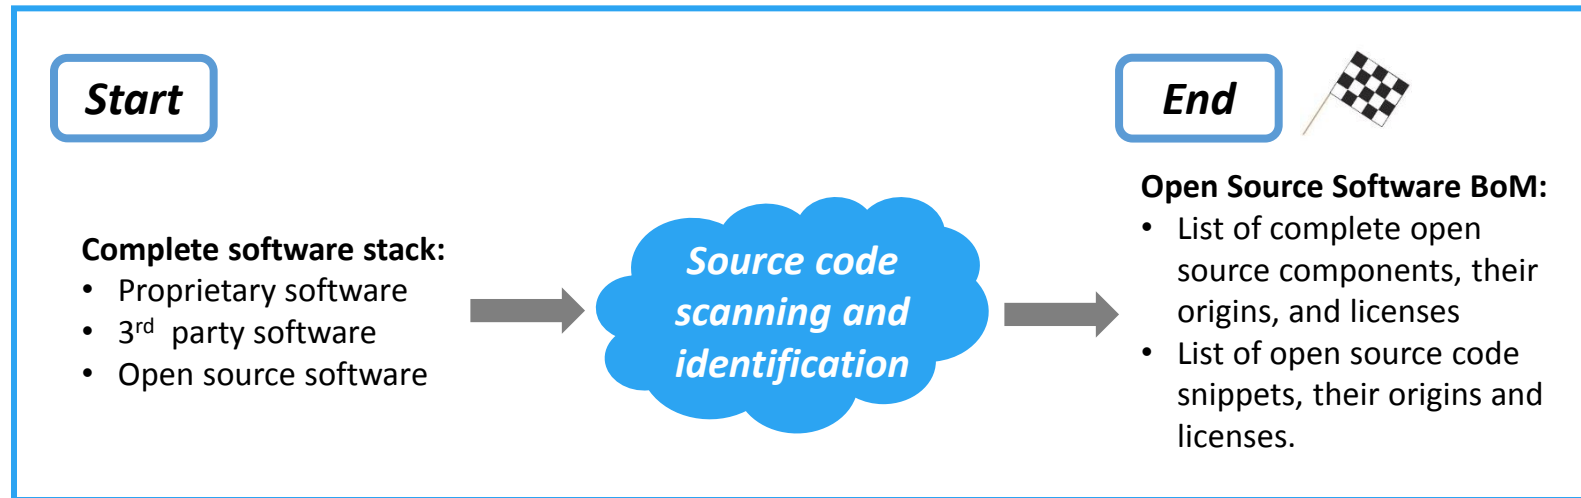 Start
End
Complete software stack:
• Proprietary software
• 3rd party software
• Open source software
Source code
scanning and
identification
Open Source Software BoM:
• List of complete open
source components, their
origins, and licenses
• List of open source code
snippets, their origins and
licenses.